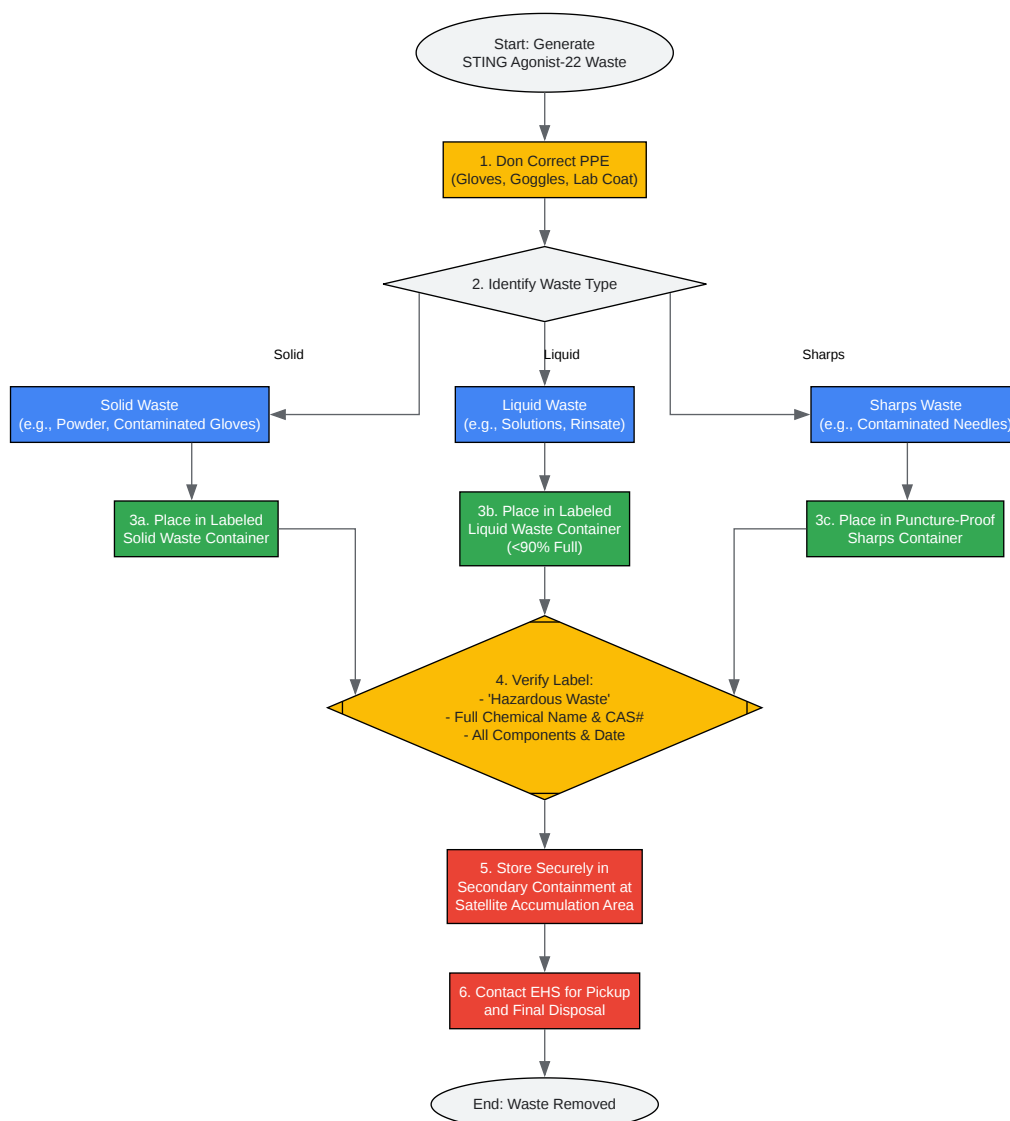 Start: Generate
STING Agonist-22 Waste
1. Don Correct PPE
(Gloves, Goggles, Lab Coat)
2. Identify Waste Type
Solid
Liquid
Sharps
Solid Waste
(e.g., Powder, Contaminated Gloves)
Liquid Waste
(e.g., Solutions, Rinsate)
Sharps Waste
(e.g., Contaminated Needles)
3a. Place in Labeled
Solid Waste Container
3b. Place in Labeled
Liquid Waste Container
(<90% Full)
3c. Place in Puncture-Proof
Sharps Container
4. Verify Label:
- 'Hazardous Waste'
- Full Chemical Name & CAS#
- All Components & Date
5. Store Securely in
Secondary Containment at
Satellite Accumulation Area
6. Contact EHS for Pickup
and Final Disposal
End: Waste Removed